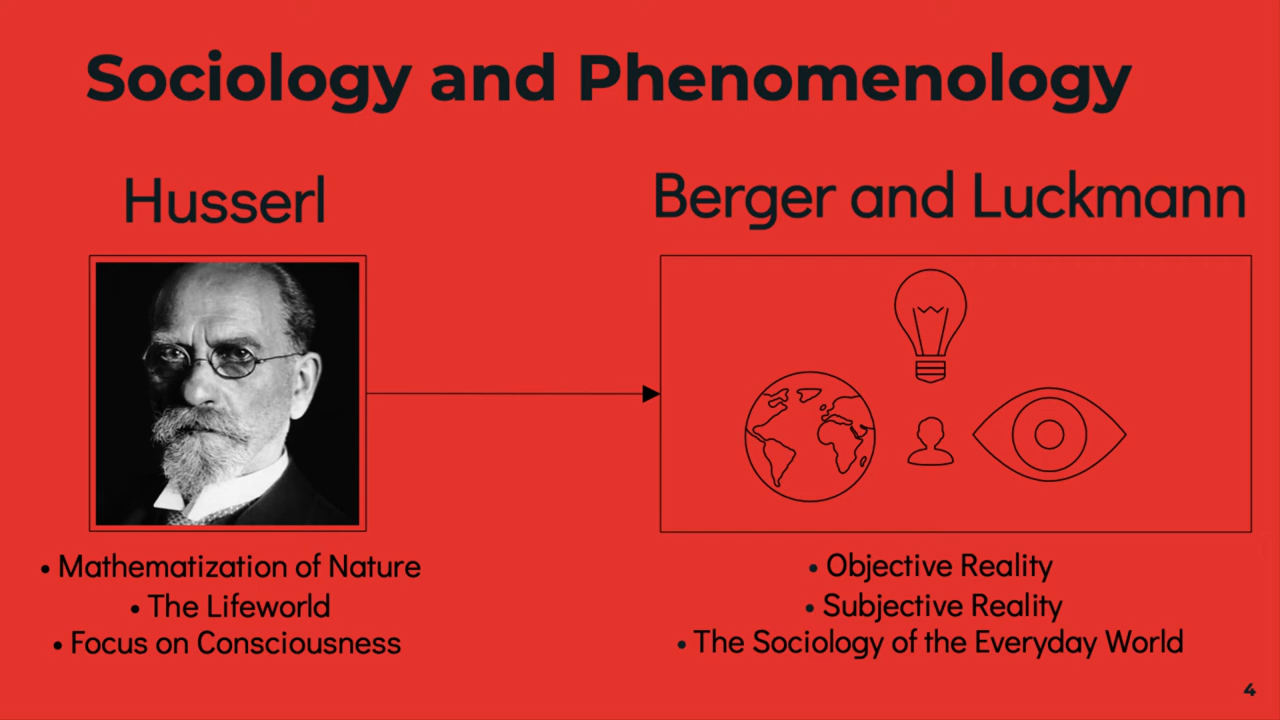 Sociology and Phenomenology
Husserl
• Mathematization of Nature
• The Lifeworld
• Focus on Consciousness
Berger and Luckmann
• Objective Reality
• Subjective Reality
• The Sociology of the Everyday World
4